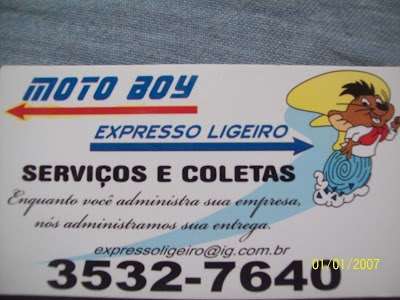 MOTO BOY
EXPRESSO LIGEIRO
SERVIÇOS E COLETAS
Enquanto você administra sua empresa,
nós administramos sua entrega.
expressoligeiro@ig.com.br
3532-7640
01/01/2007